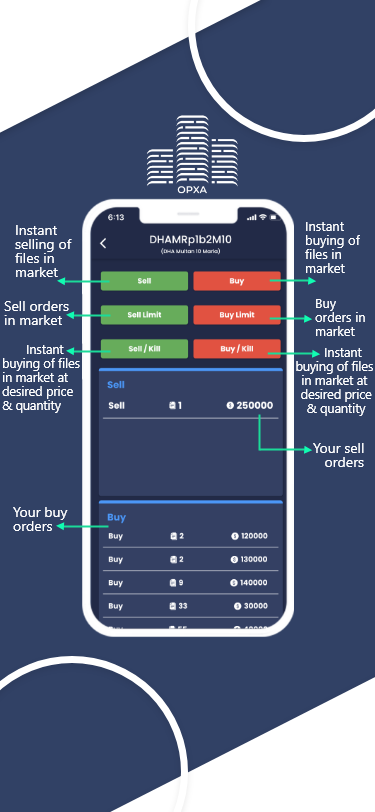 OPXA
6:13
DHAMRp1b2M10
(DHA Multan 10 Marla)
Instant
selling of
files in
market
Instant
buying of
files in
market
Sell
Buy
Sell orders
in market
Sell Limit
Buy Limit
Buy
orders in
market
Instant
buying of files
in market at
desired price
& quantity
Sell / Kill
Buy / Kill
Instant
buying of files
in market at
desired price
& quantity
Sell
Sell 1 250000
Your sell
orders
Your buy
orders
Buy
Buy 2 120000
Buy 2 130000
Buy 9 140000
Buy 33 30000